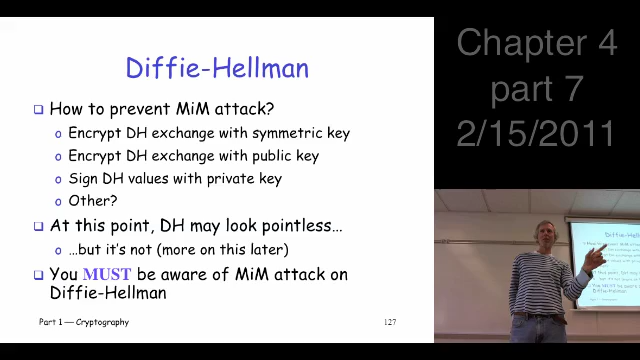 Diffie-Hellman
How to prevent MiM attack?
Encrypt DH exchange with symmetric key
Encrypt DH exchange with public key
Sign DH values with private key
Other?
At this point, DH may look pointless…
…but it's not (more on this later)
You MUST be aware of MiM attack on
Diffie-Hellman
Part 1 — Cryptography
127
Chapter 4
part 7
2/15/2011